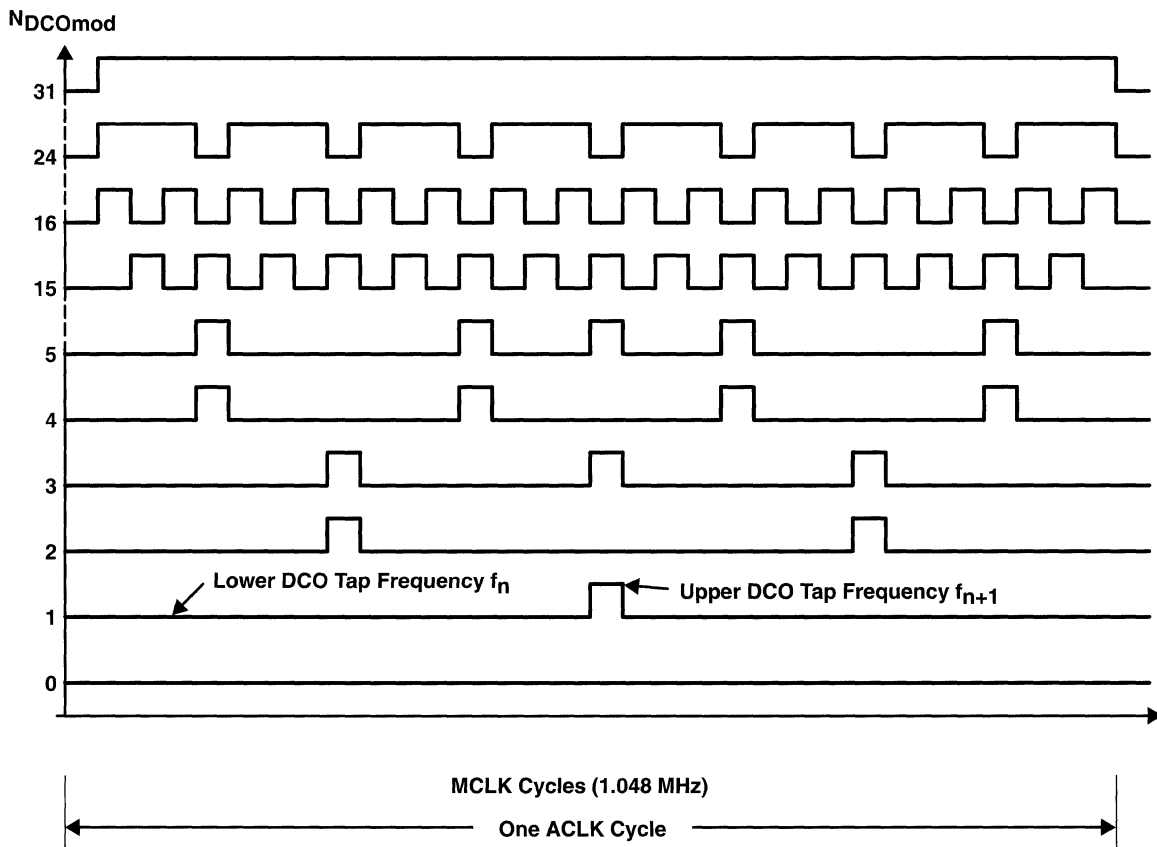 NDCOmod
31
24
16
15
5
4
3
2
Lower DCO Tap Frequency fn
Upper DCO Tap Frequency fn+1
1
0
MCLK Cycles (1.048 MHz)
One ACLK Cycle